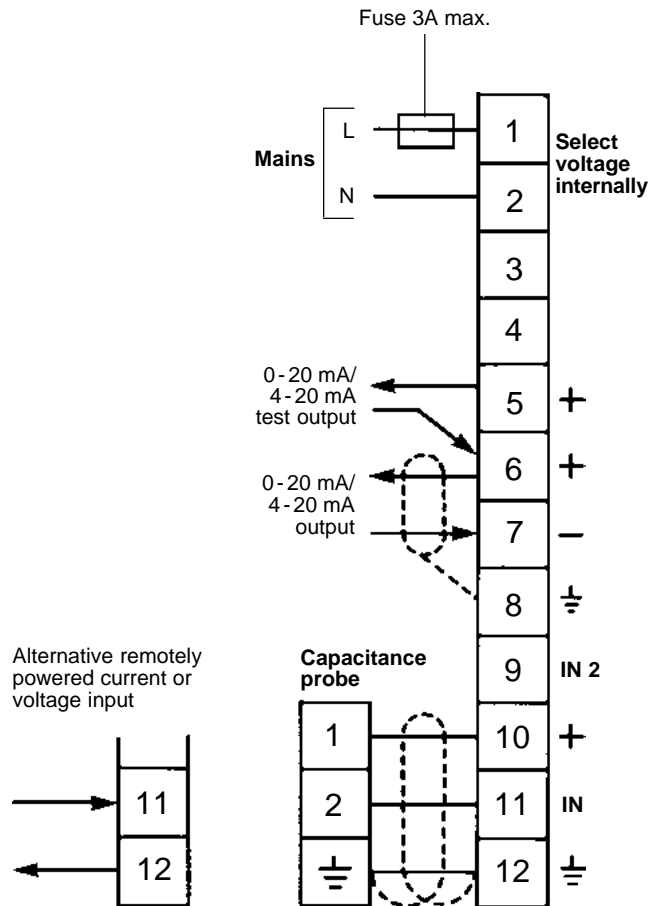 Fuse 3A max.
L
1
Select
voltage
internally
Mains
N
2
3
4
0-20 mA/
4-20 mA
test output
5
+
6
+
0-20 mA/
4-20 mA
output
7
–
8
Alternative remotely
powered current or
voltage input
Capacitance
probe
9
IN 2
1
10
+
11
2
11
IN
12
12